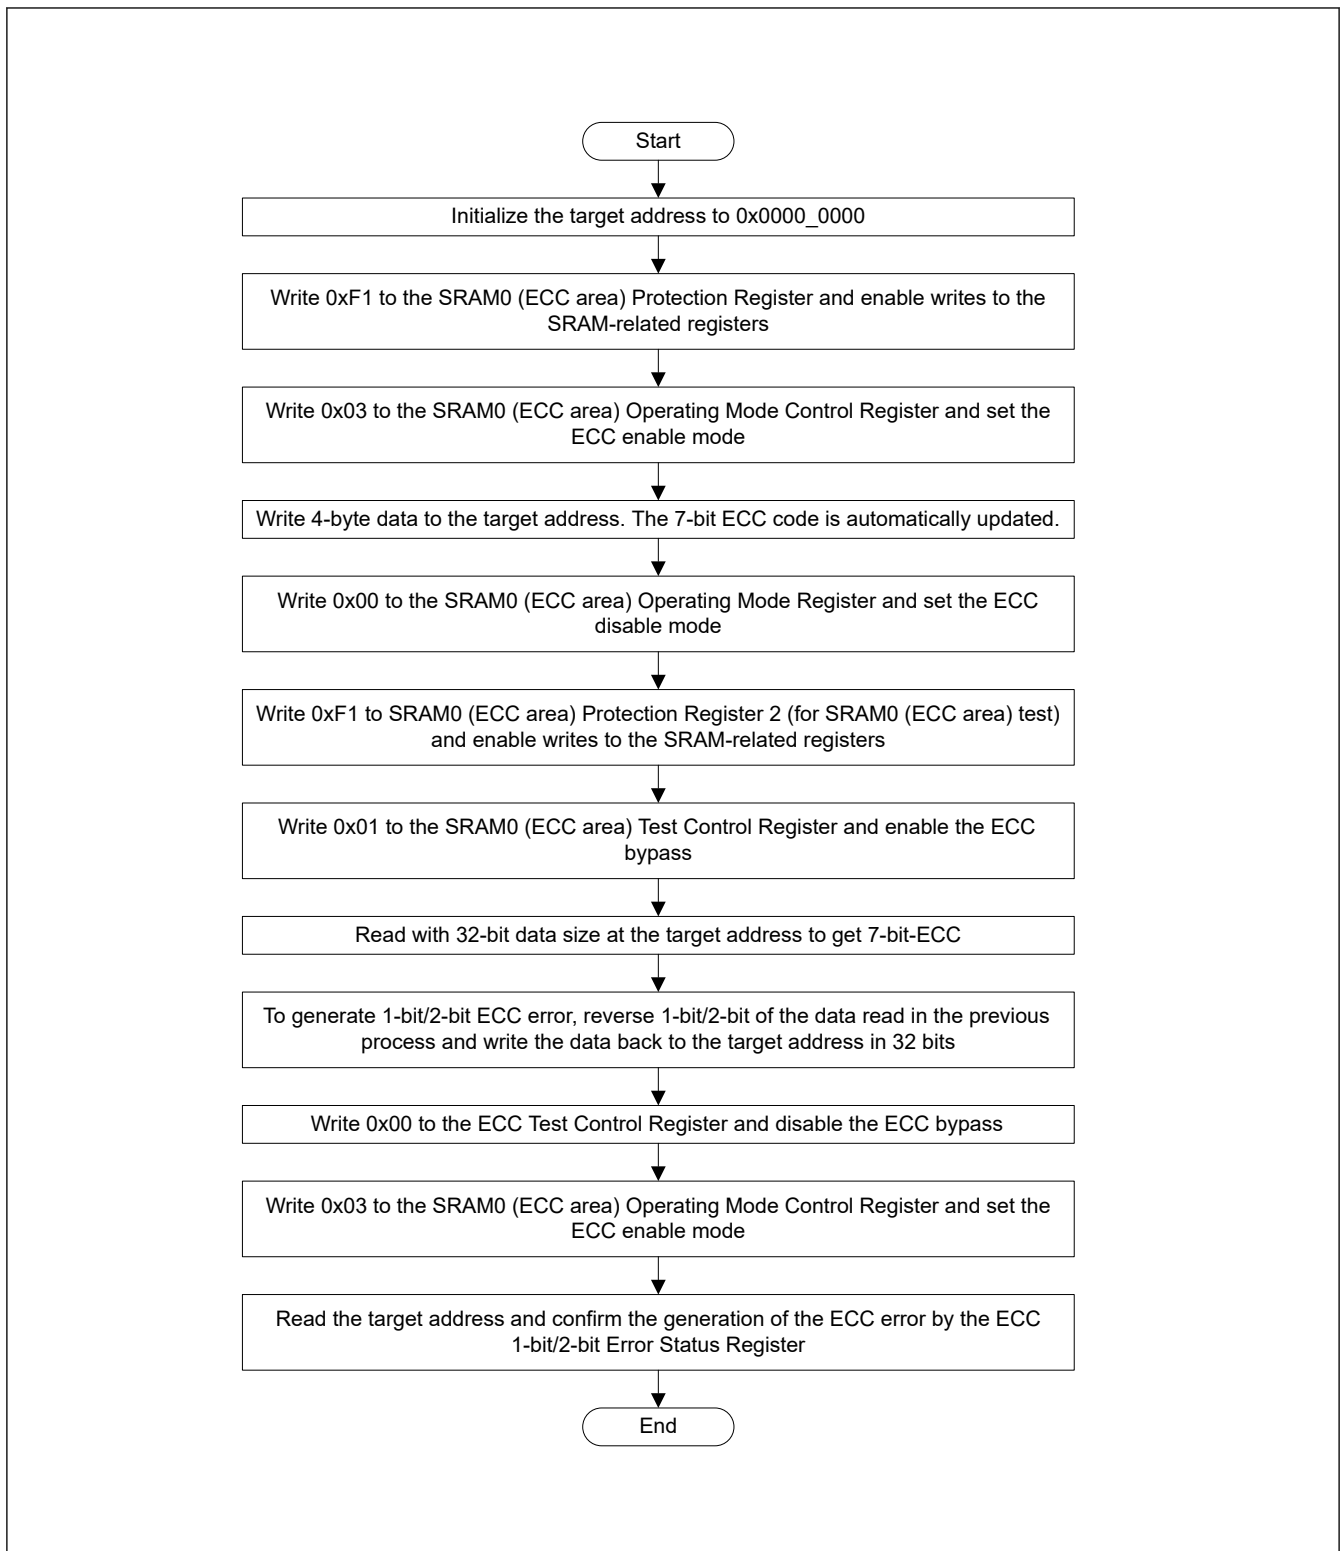 Start
Initialize the target address to 0x0000_0000
Write 0xF1 to the SRAM0 (ECC area) Protection Register and enable writes to the
SRAM-related registers
Write 0x03 to the SRAM0 (ECC area) Operating Mode Control Register and set the
ECC enable mode
Write 4-byte data to the target address. The 7-bit ECC code is automatically updated.
Write 0x00 to the SRAM0 (ECC area) Operating Mode Register and set the ECC
disable mode
Write 0xF1 to SRAM0 (ECC area) Protection Register 2 (for SRAM0 (ECC area) test)
and enable writes to the SRAM-related registers
Write 0x01 to the SRAM0 (ECC area) Test Control Register and enable the ECC
bypass
Read with 32-bit data size at the target address to get 7-bit-ECC
To generate 1-bit/2-bit ECC error, reverse 1-bit/2-bit of the data read in the previous
process and write the data back to the target address in 32 bits
Write 0x00 to the ECC Test Control Register and disable the ECC bypass
Write 0x03 to the SRAM0 (ECC area) Operating Mode Control Register and set the
ECC enable mode
Read the target address and confirm the generation of the ECC error by the ECC
1-bit/2-bit Error Status Register
End